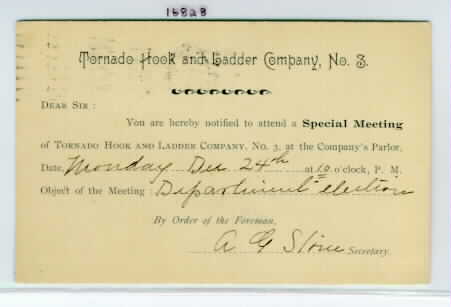 16828
Tornado Hook and Ladder Company, No. 3.
DEAR SIR :
You are hereby notified to attend a Special Meeting
of TORNADO HOOK AND LADDER COMPANY, NO. 3, at the Company's Parlor,
Date, Monday Dec 24th at 10 o'clock, P. M.
Object of the Meeting : Department election
By Order of the Foreman,
A G Stone Secretary.